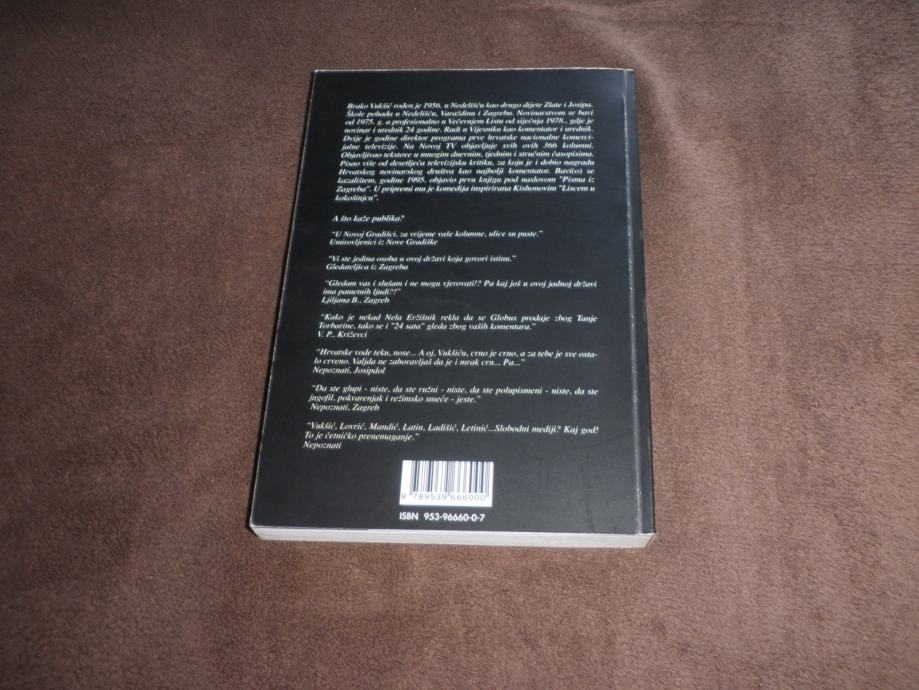 Brako Vukšić rođen je 1956. u Nedelišću kao drugo dijete Zlate i Josipa.
Škole pohađa u Nedelišću, Varaždinu i Zagrebu. Novinarstvom se bavi
od 1975. g. a profesionalno u Večernjem Listu od siječnja 1978., gdje je
novinar i urednik 24 godine. Radi u Vijesniku kao komentator i urednik.
Dvije je godine direktor programa prve hrvatske nacionalne komerci-
jalne televizije. Na Novoj TV objavljuje svih ovih 366 kolumni.
Objavljivao tekstove u mnogim dnevnim, tjednim i stručnim časopisima.
Pisao više od desetljeća televizijsku kritiku, za koju je i dobio nagradu
Hrvatskog novinarskog društva kao najbolji komentator. Bavi(o) se
kazalištem, godine 1995. objavio prvu knjigu pod naslovom "Pisma iz
Zagreba". U pripremi mu je komedija inspirirana Kishonovim "Liscem u
kokošinjcu".
A što kaže publika?
"U Novoj Gradišci, za vrijeme vaše kolumne, ulice su puste."
Umirovljenici iz Nove Gradiške
"Vi ste jedina osoba u ovoj državi koja govori istinu."
Gledateljica iz Zagreba
"Gledam vas i slušam i ne mogu vjerovati!? Pa kaj još u ovoj jadnoj državi
ima pametnih ljudi?!"
Ljiljana B., Zagreb
"Kako je nekad Nela Eržišnik rekla da se Globus prodaje zbog Tanje
Torbarine, tako se i "24 sata" gleda zbog vaših komentara."
V. P., Križevci
"Hrvatske vode teku, nose... A oj, Vukšiću, crno je crno, a za tebe je sve osta-
lo crveno. Valjda ne zaboravljaš da je i mrak crn... Pa..."
Nepoznati, Josipdol
"Da ste glupi - niste, da ste ružni - niste, da ste polupismeni - niste, da ste
jugofil, pokvarenjak i režimsko smeće - jeste."
Nepoznati, Zagreb
"Vukšić, Lovrić, Mandić, Latin, Ladišić, Letinić...Slobodni mediji? Kaj god!
To je četničko prenemaganje."
Nepoznati
9 789539 666000
ISBN 953-96660-0-7